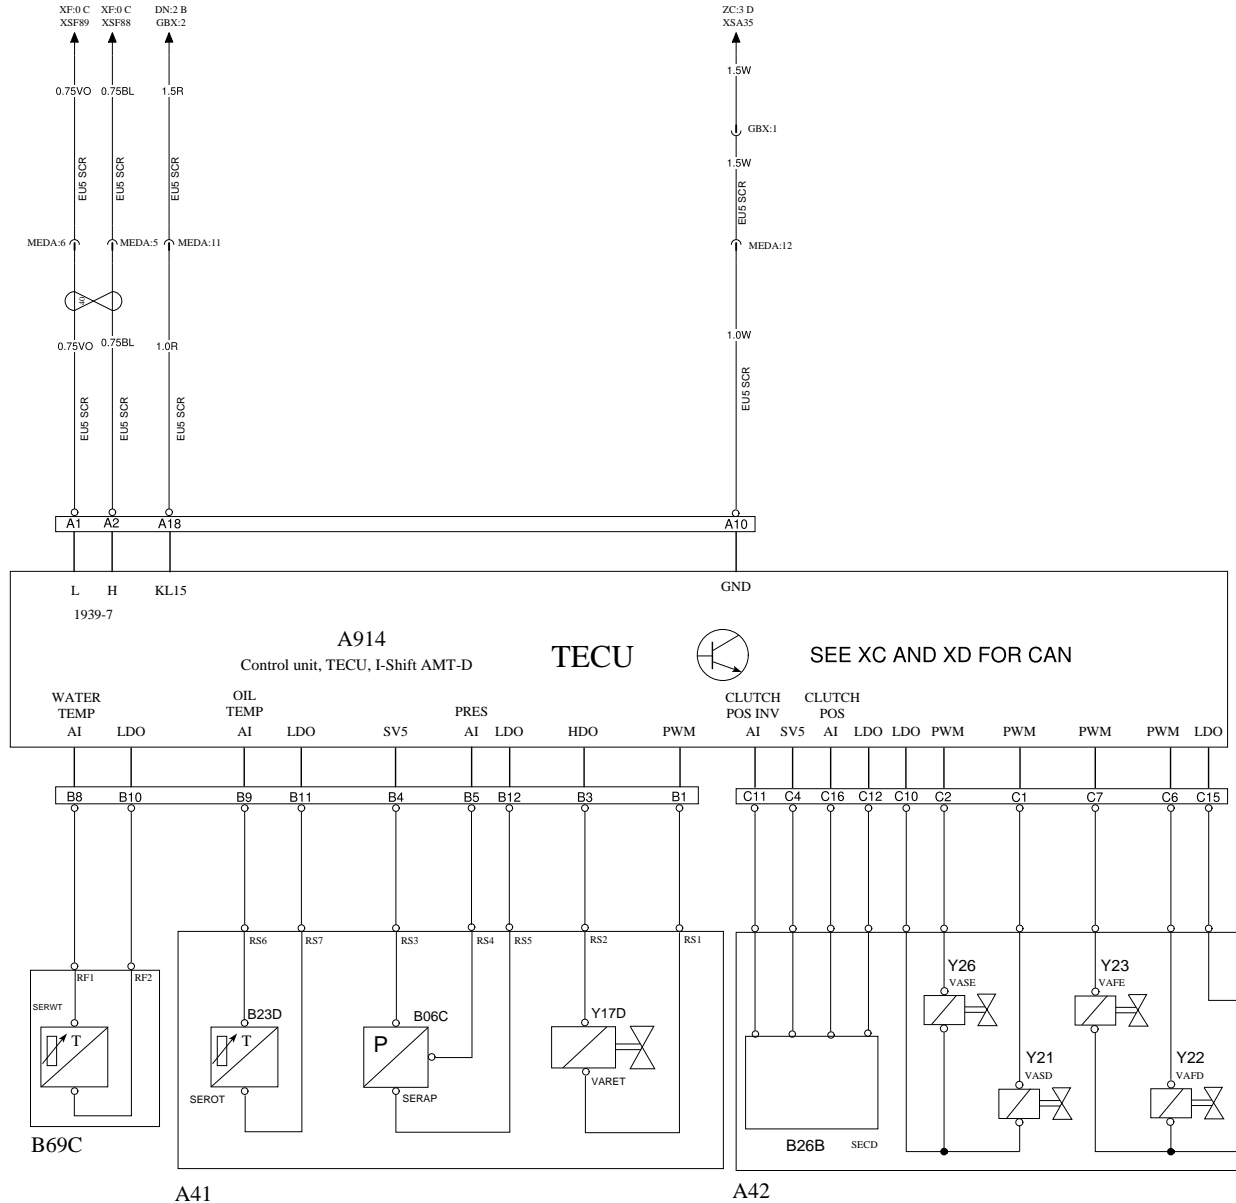 XF:0 C XF:0 C DN:2 B ZC:3 D
XSF89 XSF88 GBX:2 XSA35
1.5W
0.75VO 0.75BL 1.5R
GBX:1
1.5W
EU5 SCR EU5 SCR EU5 SCR EU5 SCR
MEDA:6 MEDA:5 MEDA:11 MEDA:12
40
1.0W
0.75VO 0.75BL 1.0R
EU5 SCR
EU5 SCR EU5 SCR EU5 SCR
A1 A2 A18 A10
L H KL15 GND
1939-7
A914
Control unit, TECU, I-Shift AMT-D
TECU
SEE XC AND XD FOR CAN
WATER TEMP
OIL TEMP
PRES
CLUTCH POS INV
CLUTCH POS
AI LDO AI LDO SV5 AI LDO HDO PWM AI SV5 AI LDO LDO PWM PWM PWM PWM LDO
B8 B10 B9 B11 B4 B5 B12 B3 B1 C11 C4 C16 C12 C10 C2 C1 C7 C6 C15
RS6 RS7 RS3 RS4 RS5 RS2 RS1
Y26 Y23
VASE VAFE
RF1 RF2
SERWT
B23D B06C Y17D
T T P
Y21 Y22
VASD VAFD
VARET
SEROT SERAP
B69C
B26B SECD
A41 A42